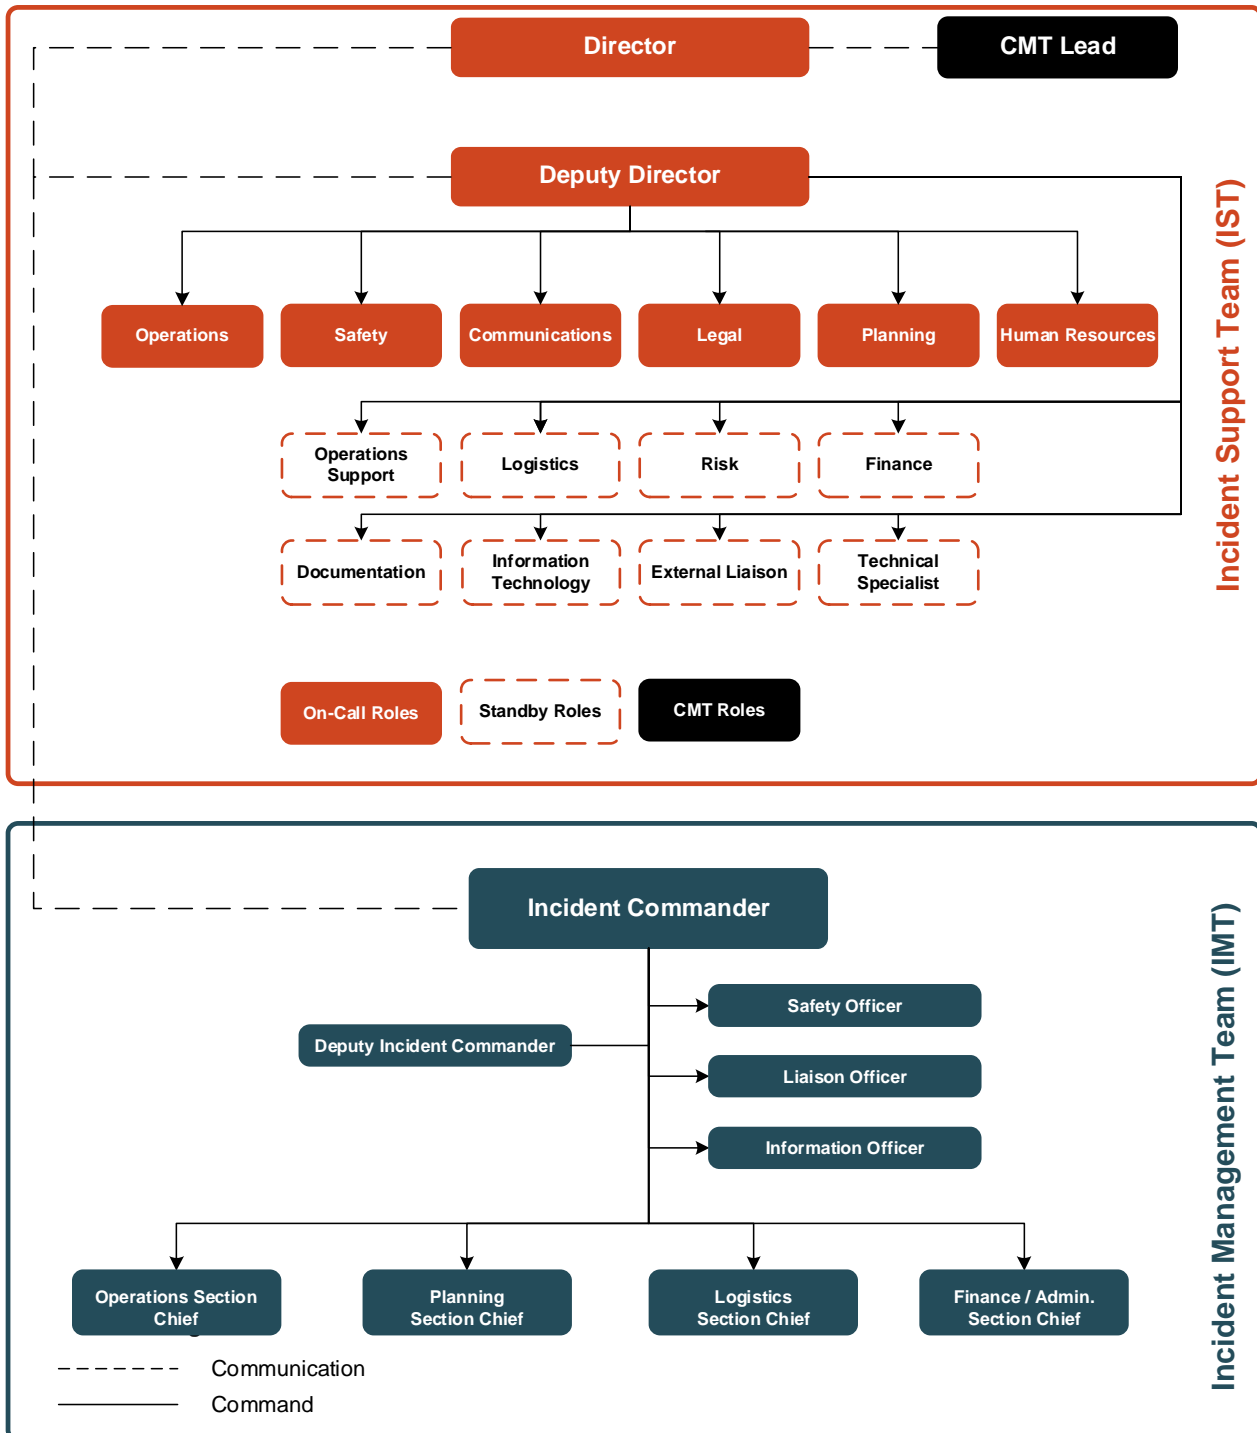 Director
CMT Lead
Deputy Director
Operations
Safety
Communications
Legal
Planning
Human Resources
Operations
Support
Logistics
Risk
Finance
Documentation
Information
Technology
External Liaison
Technical
Specialist
On-Call Roles
Standby Roles
CMT Roles
Incident Support Team (IST)
Incident Commander
Safety Officer
Deputy Incident Commander
Liaison Officer
Information Officer
Operations Section
Chief
Planning
Section Chief
Logistics
Section Chief
Finance / Admin.
Section Chief
Communication
Command
Incident Management Team (IMT)